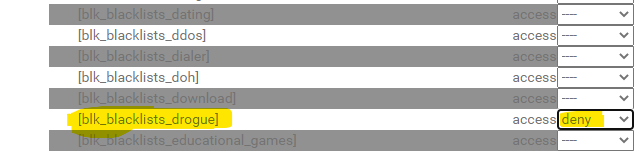 [blk_blacklists_dating] access ----
[blk_blacklists_ddos] access ----
[blk_blacklists_dialer] access ----
[blk_blacklists_doh] access ----
[blk_blacklists_download] access ----
[blk_blacklists_drogue] access deny
[blk_blacklists_educational_games] access ----